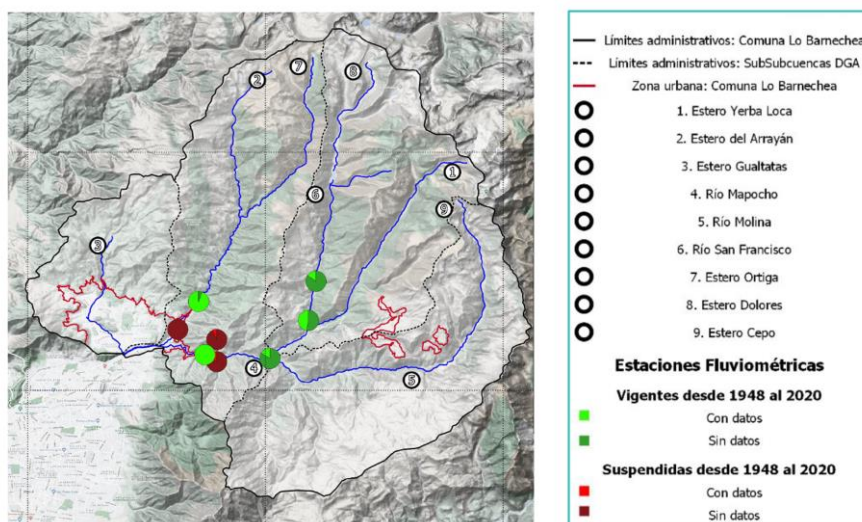 2
7
8
6
1
9
3
4
5
Límites administrativos: Comuna Lo Barnechea
Límites administrativos: SubSubcuencas DGA
Zona urbana: Comuna Lo Barnechea
1. Estero Yerba Loca
2. Estero del Arrayán
3. Estero Gualtatas
4. Río Mapocho
5. Río Molina
6. Río San Francisco
7. Estero Ortiga
8. Estero Dolores
9. Estero Cepo
Estaciones Fluviométricas
Vigentes desde 1948 al 2020
Con datos
Sin datos
Suspendidas desde 1948 al 2020
Con datos
Sin datos